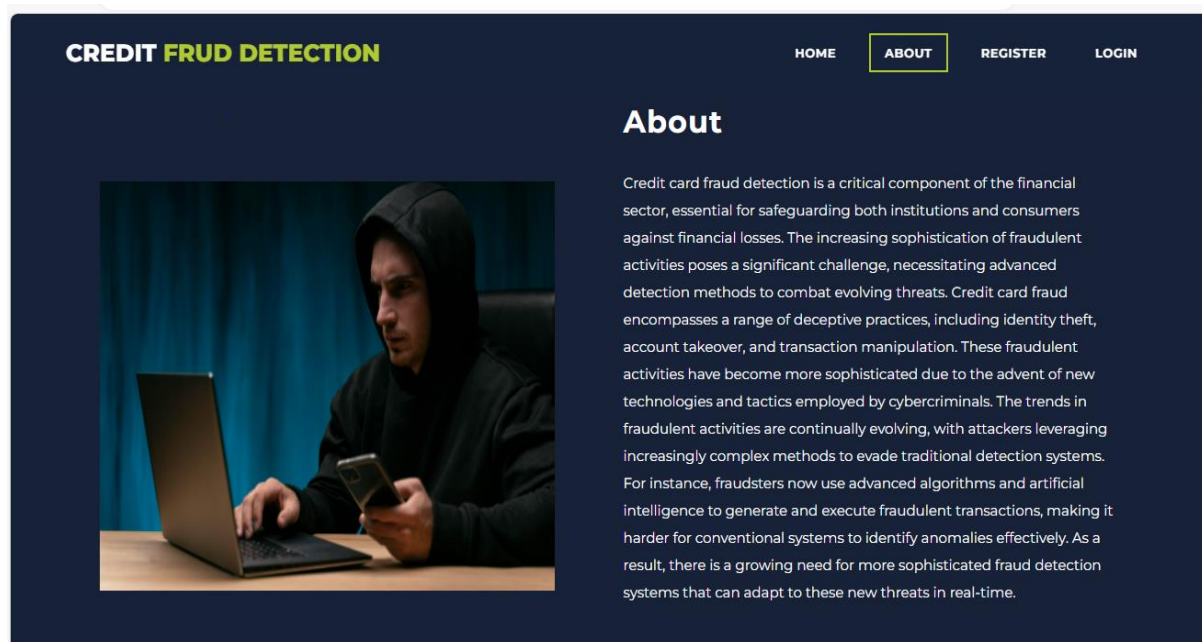 CREDIT FRUD DETECTION
HOME ABOUT REGISTER LOGIN
About
Credit card fraud detection is a critical component of the financial
sector, essential for safeguarding both institutions and consumers
against financial losses. The increasing sophistication of fraudulent
activities poses a significant challenge, necessitating advanced
detection methods to combat evolving threats. Credit card fraud
encompasses a range of deceptive practices, including identity theft,
account takeover, and transaction manipulation. These fraudulent
activities have become more sophisticated due to the advent of new
technologies and tactics employed by cybercriminals. The trends in
fraudulent activities are continually evolving, with attackers leveraging
increasingly complex methods to evade traditional detection systems.
For instance, fraudsters now use advanced algorithms and artificial
intelligence to generate and execute fraudulent transactions, making it
harder for conventional systems to identify anomalies effectively. As a
result, there is a growing need for more sophisticated fraud detection
systems that can adapt to these new threats in real-time.